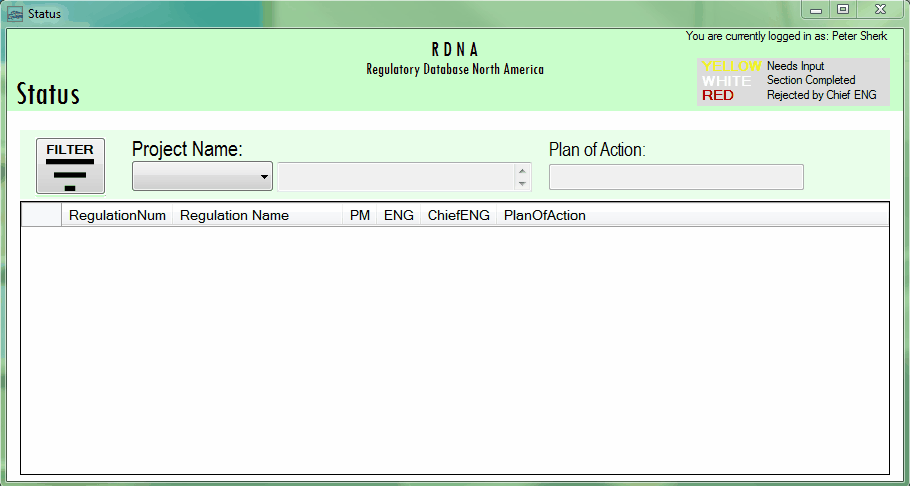 Status
You are currently logged in as: Peter Sherk
R D N A
Regulatory Database North America
Status
YELLOW Needs Input
WHITE Section Completed
RED Rejected by Chief ENG
FILTER
Project Name:
Plan of Action:
RegulationNum Regulation Name PM ENG ChiefENG PlanOfAction